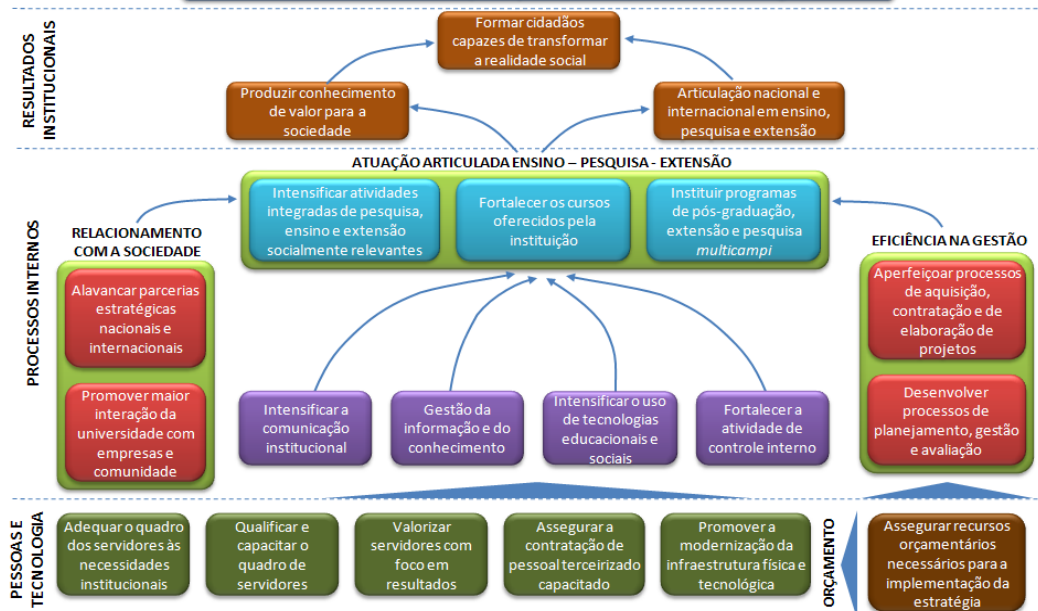 RESULTADOS
INSTITUCIONAIS
Formar cidadãos
capazes de transformar
a realidade social
Produzir conhecimento
de valor para a
sociedade
Articulação nacional e
internacional em ensino,
pesquisa e extensão
PROCESSOS INTERNOS
ATUAÇÃO ARTICULADA ENSINO – PESQUISA - EXTENSÃO
Intensificar atividades
integradas de pesquisa,
ensino e extensão
socialmente relevantes
Fortalecer os cursos
oferecidos pela
instituição
Instituir programas
de pós-graduação,
extensão e pesquisa
multicampi
RELACIONAMENTO
COM A SOCIEDADE
Alavancar parcerias
estratégicas
nacionais e
internacionais
Promover maior
interação da
universidade com
empresas e
comunidade
EFICIÊNCIA NA GESTÃO
Aperfeiçoar processos
de aquisição,
contratação e de
elaboração de
projetos
Desenvolver
processos de
planejamento, gestão
e avaliação
Intensificar a
comunicação
institucional
Gestão da
informação e do
conhecimento
Intensificar o uso
de tecnologias
educacionais e
sociais
Fortalecer a
atividade de
controle interno
PESSOAS E
TECNOLOGIA
Adequar o quadro
dos servidores às
necessidades
institucionais
Qualificar e
capacitar o
quadro de
servidores
Valorizar
servidores com
foco em
resultados
Assegurar a
contratação de
pessoal terceirizado
capacitado
Promover a
modernização da
infraestrutura física e
tecnológica
ORÇAMENTO
Assegurar recursos
orçamentários
necessários para a
implementação da
estratégia